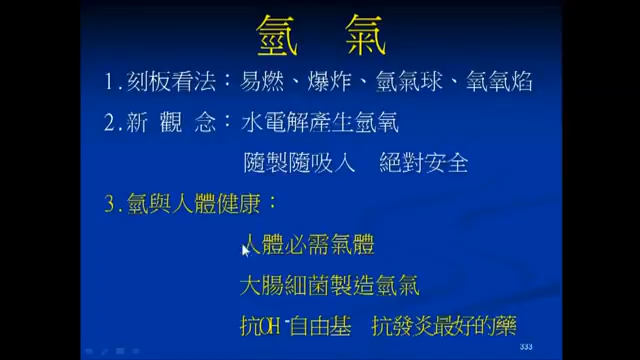 氫 氣
1.刻板看法：易燃、爆炸、氫氣球、氫氧焰
2.新 觀 念：水電解產生氫氧
隨製隨吸入 絕對安全
3.氫與人體健康：
人體必需氣體
大腸細菌製造氫氣
抗OH-自由基 抗發炎最好的藥
333